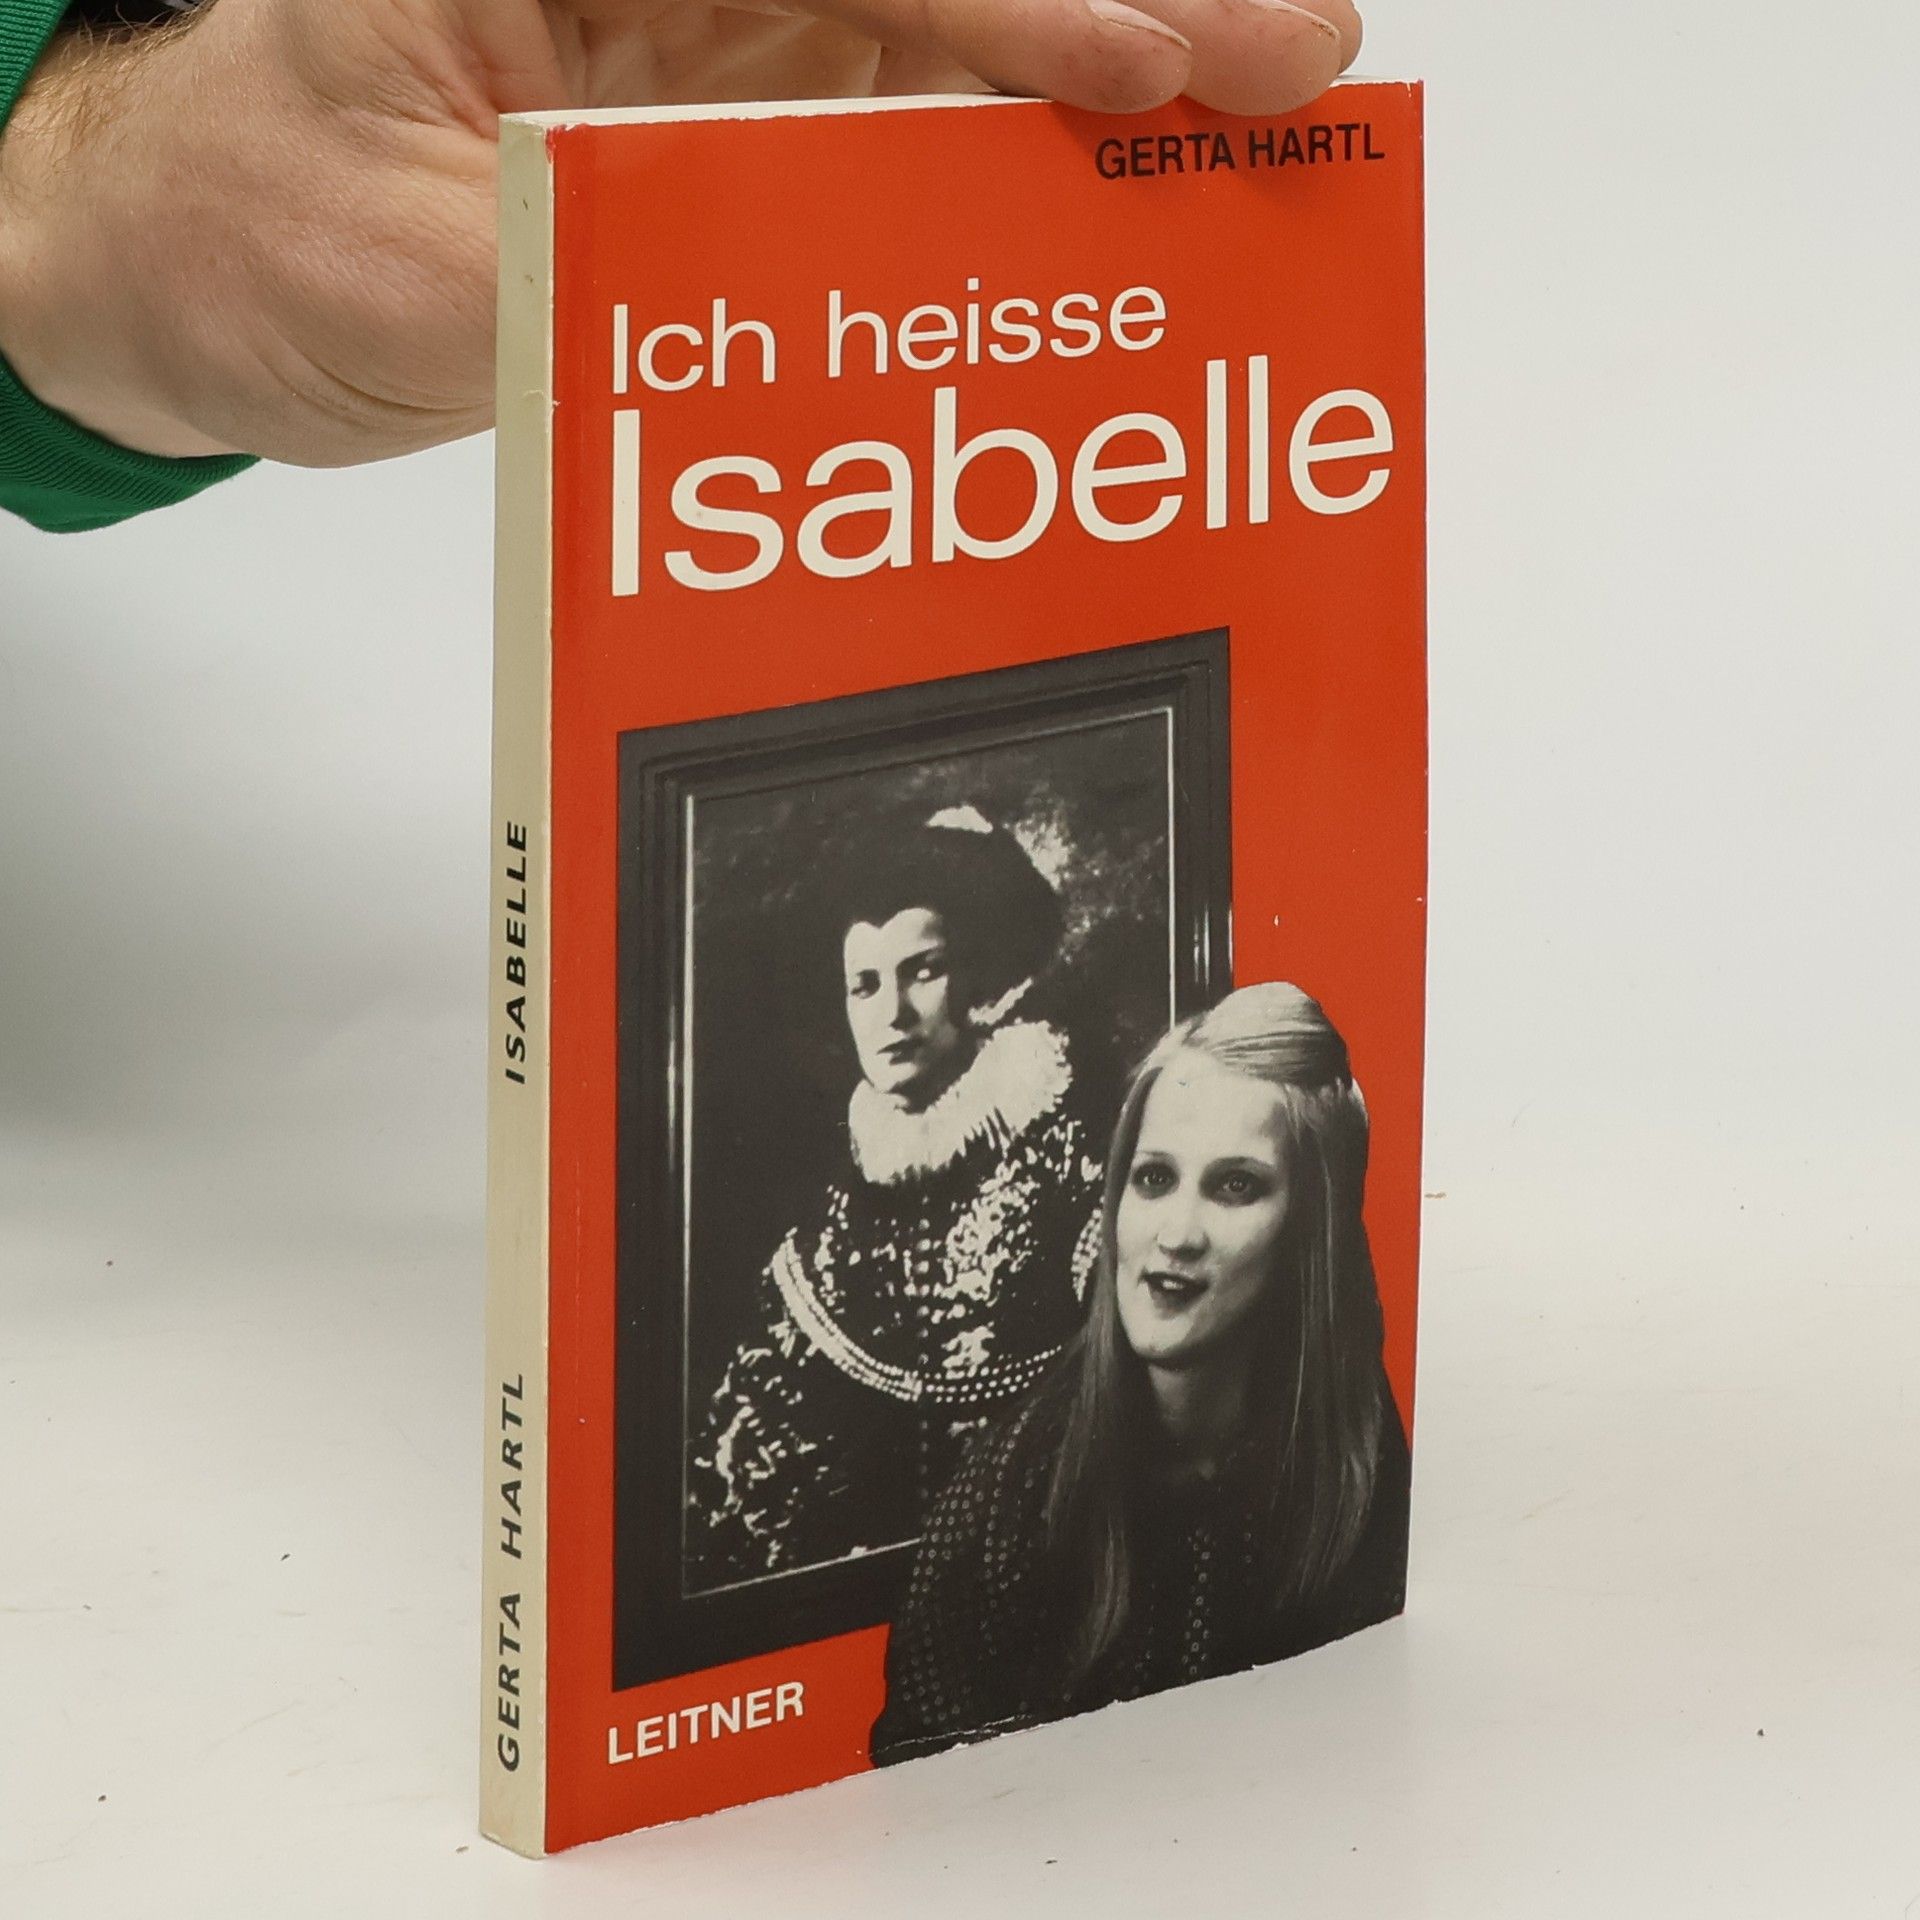 GERTA HARTL
Ich heisse
Isabelle
LEITNER
GERTA HARTL ISABELLE